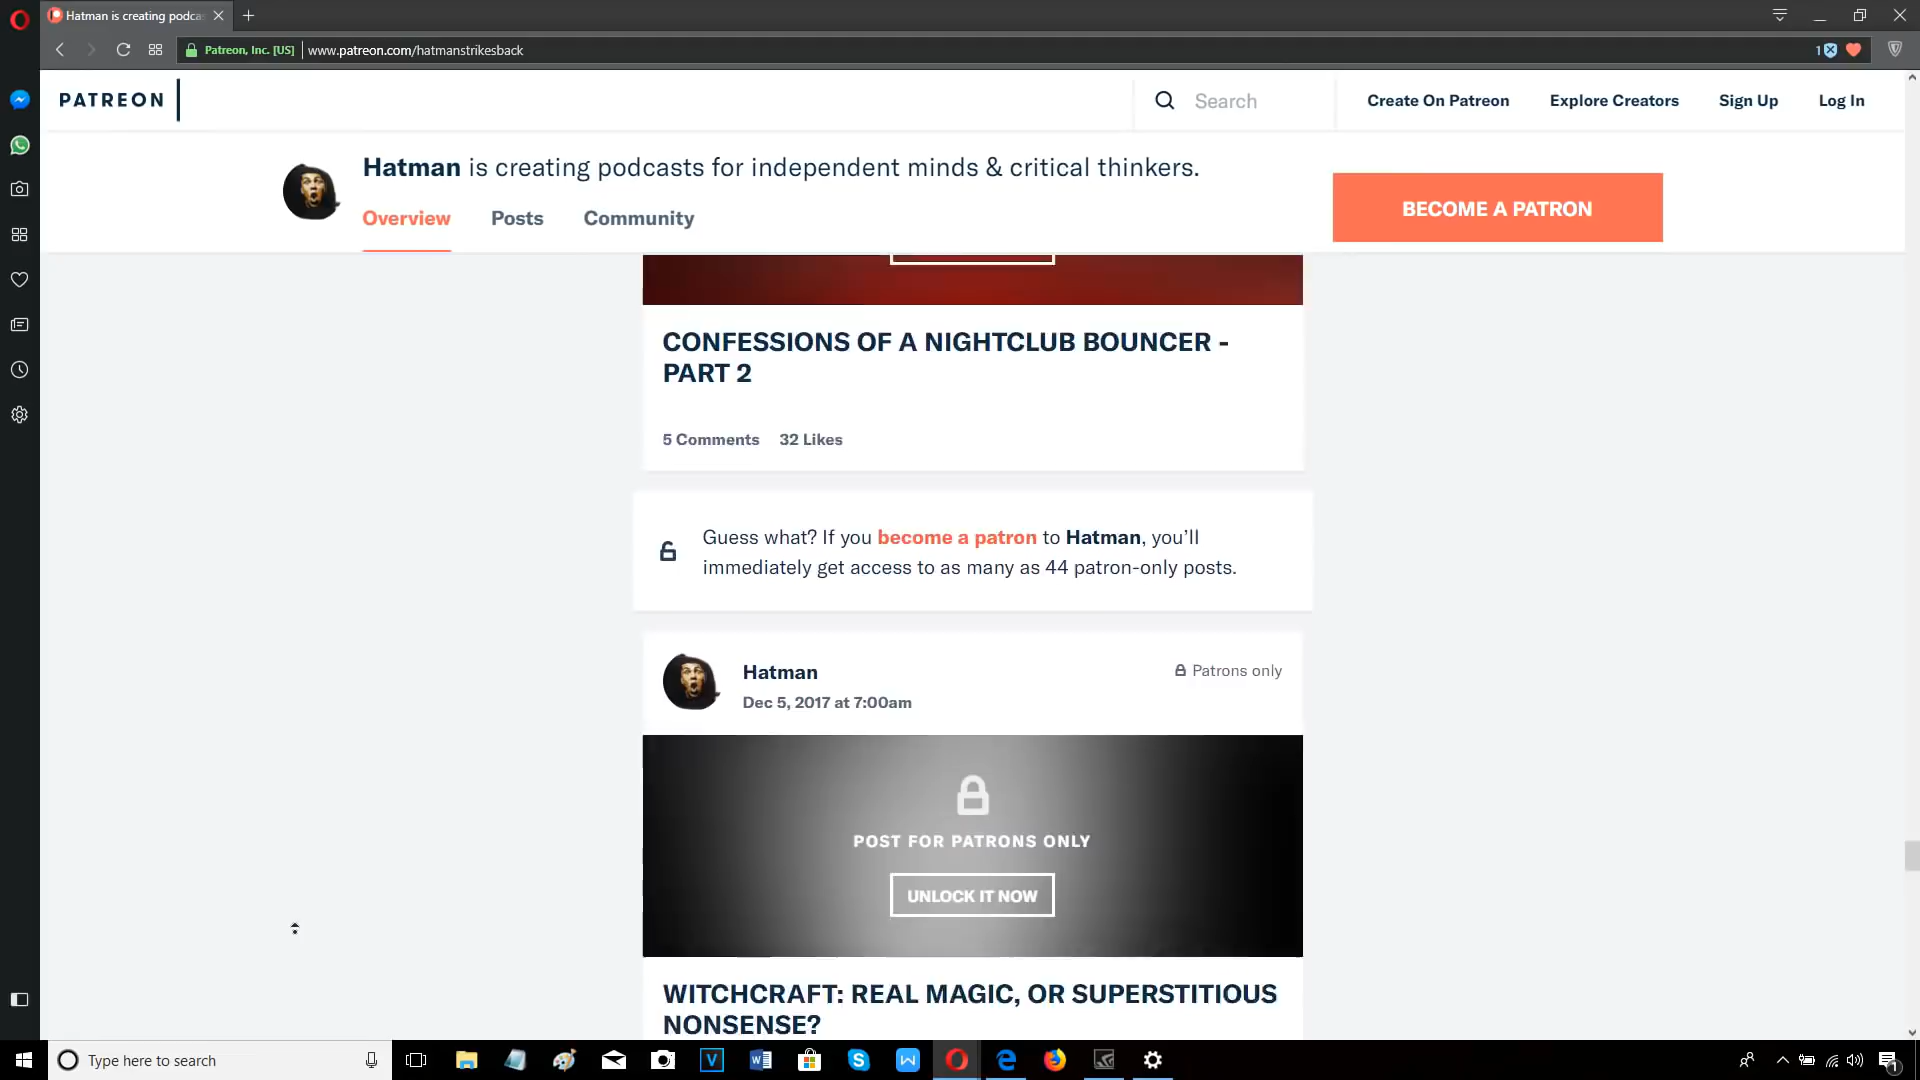 Hatman is creating podca
Patreon, Inc. [US] www.patreon.com/hatmanstrikesback
1
PATREON
Search
Create On Patreon
Explore Creators
Sign Up
Log In
Hatman is creating podcasts for independent minds & critical thinkers.
Overview
Posts
Community
BECOME A PATRON
CONFESSIONS OF A NIGHTCLUB BOUNCER -
PART 2
5 Comments 32 Likes
Guess what? If you become a patron to Hatman, you'll
immediately get access to as many as 44 patron-only posts.
Hatman
Patrons only
Dec 5, 2017 at 7:00am
POST FOR PATRONS ONLY
UNLOCK IT NOW
WITCHCRAFT: REAL MAGIC, OR SUPERSTITIOUS
NONSENSE?
Type here to search
1